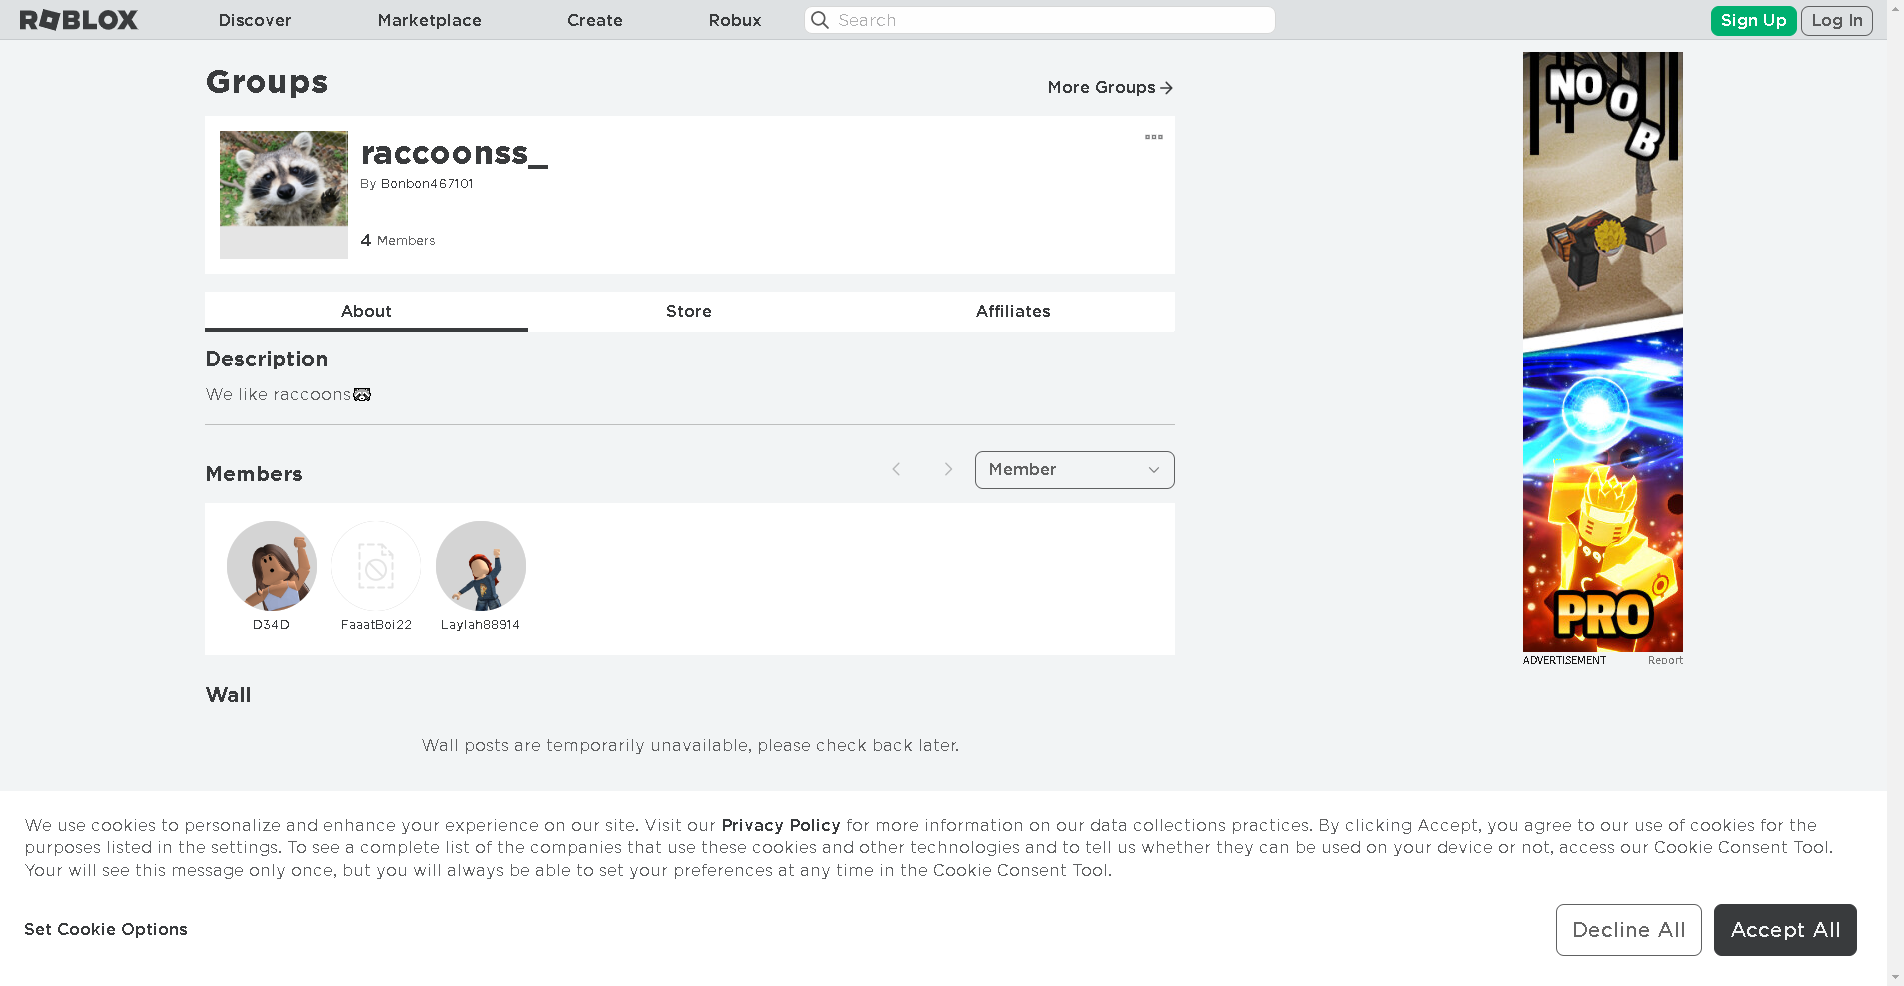 ROBLOX Discover Marketplace Create Robux Search Sign Up Log In
Groups
More Groups
raccoonss_
By Bonbon467101
4 Members
About Store Affiliates
Description
We like raccoons🦝
Members
Member
D34D FaaatBoi22 Laylah88914
Wall
Wall posts are temporarily unavailable, please check back later.
NOOB
PRO
ADVERTISEMENT Report
We use cookies to personalize and enhance your experience on our site. Visit our Privacy Policy for more information on our data collections practices. By clicking Accept, you agree to our use of cookies for the
purposes listed in the settings. To see a complete list of the companies that use these cookies and other technologies and to tell us whether they can be used on your device or not, access our Cookie Consent Tool.
Your will see this message only once, but you will always be able to set your preferences at any time in the Cookie Consent Tool.
Set Cookie Options
Decline All Accept All